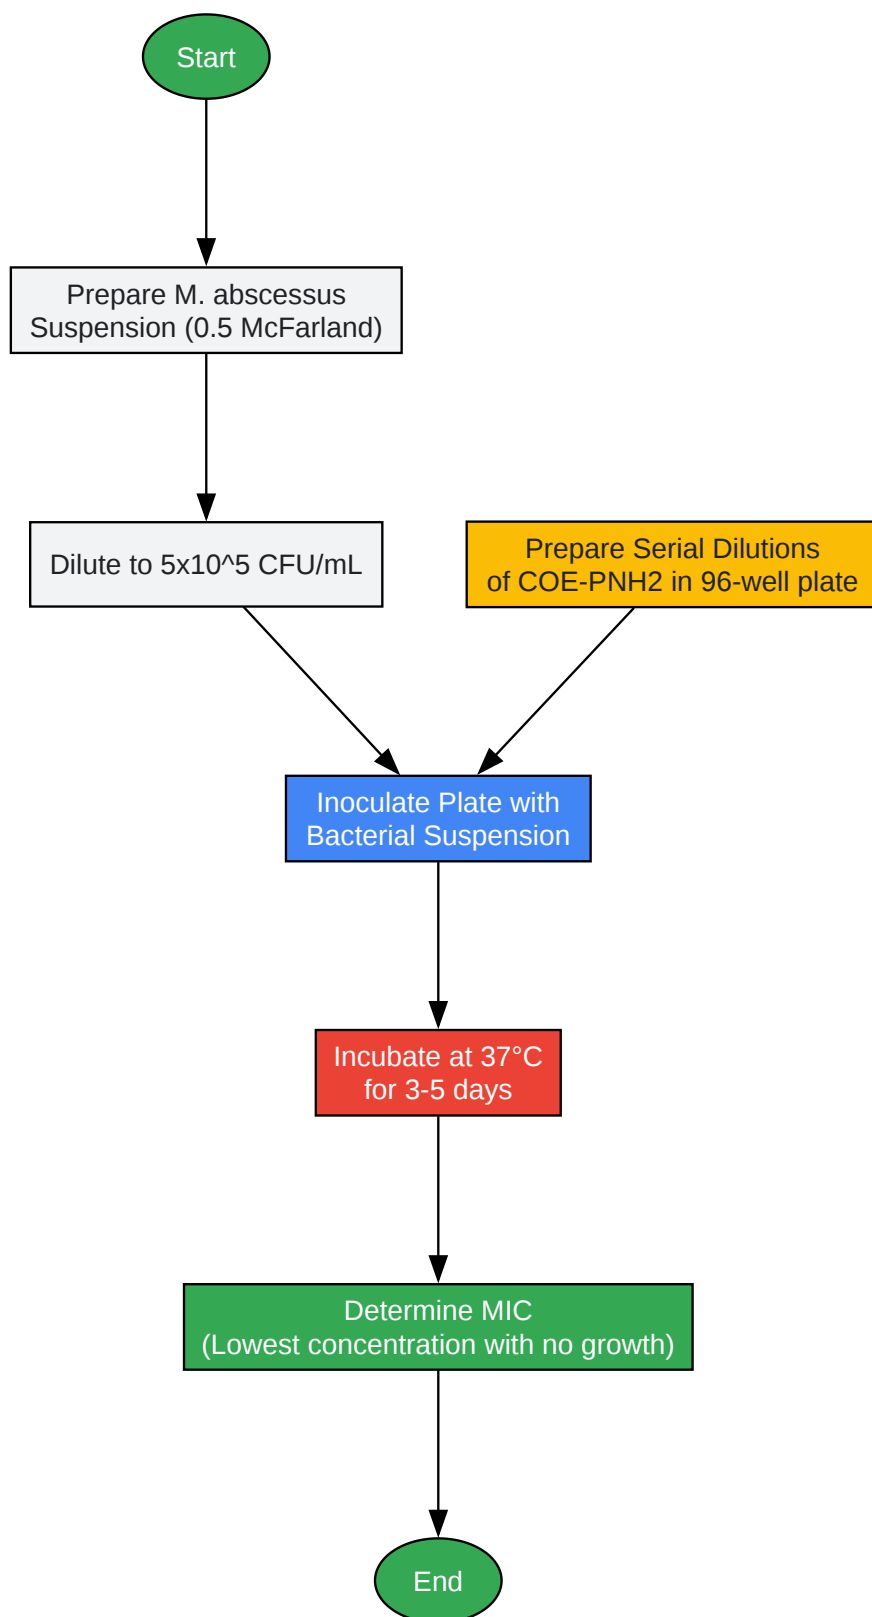 Start
Prepare M. abscessus
Suspension (0.5 McFarland)
Dilute to 5x10^5 CFU/mL
Prepare Serial Dilutions
of COE-PNH2 in 96-well plate
Inoculate Plate with
Bacterial Suspension
Incubate at 37°C
for 3-5 days
Determine MIC
(Lowest concentration with no growth)
End